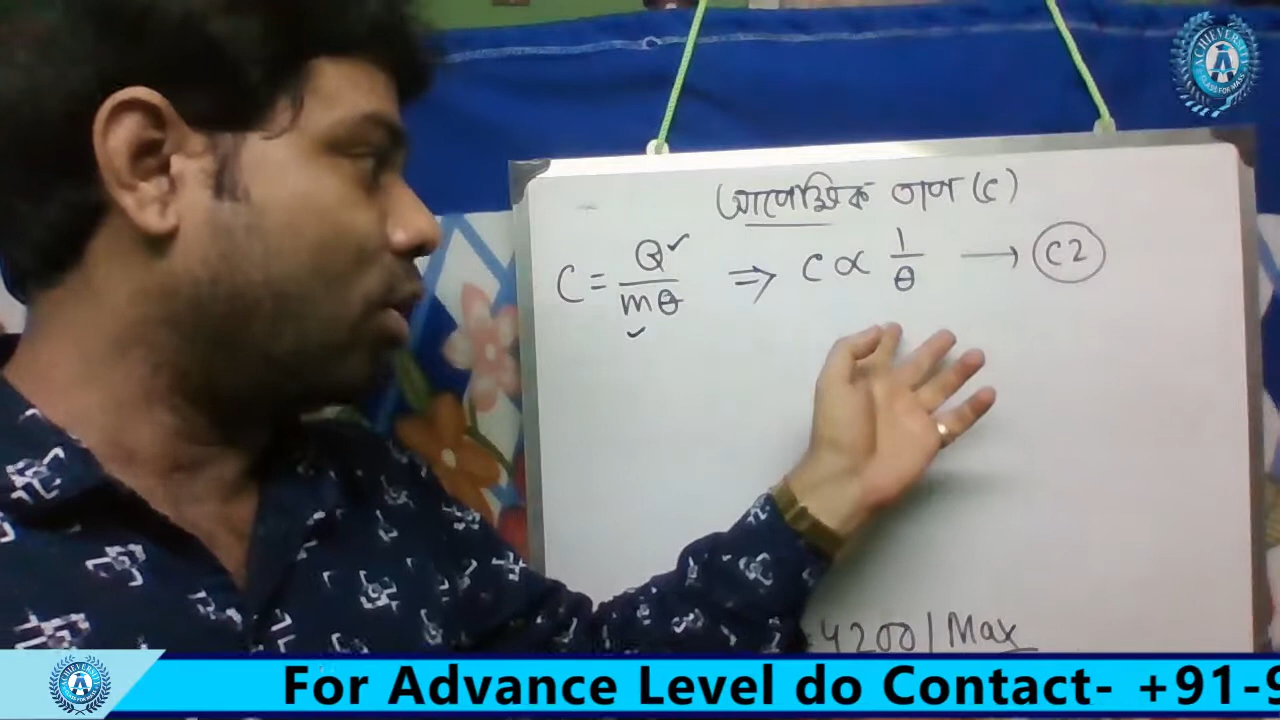 আপেক্ষিক তাপ (c)
C = Q ✓ / mθ ✓ ⇒ C ∝ 1/θ → C2
4200 / Max
For Advance Level do Contact- +91-9